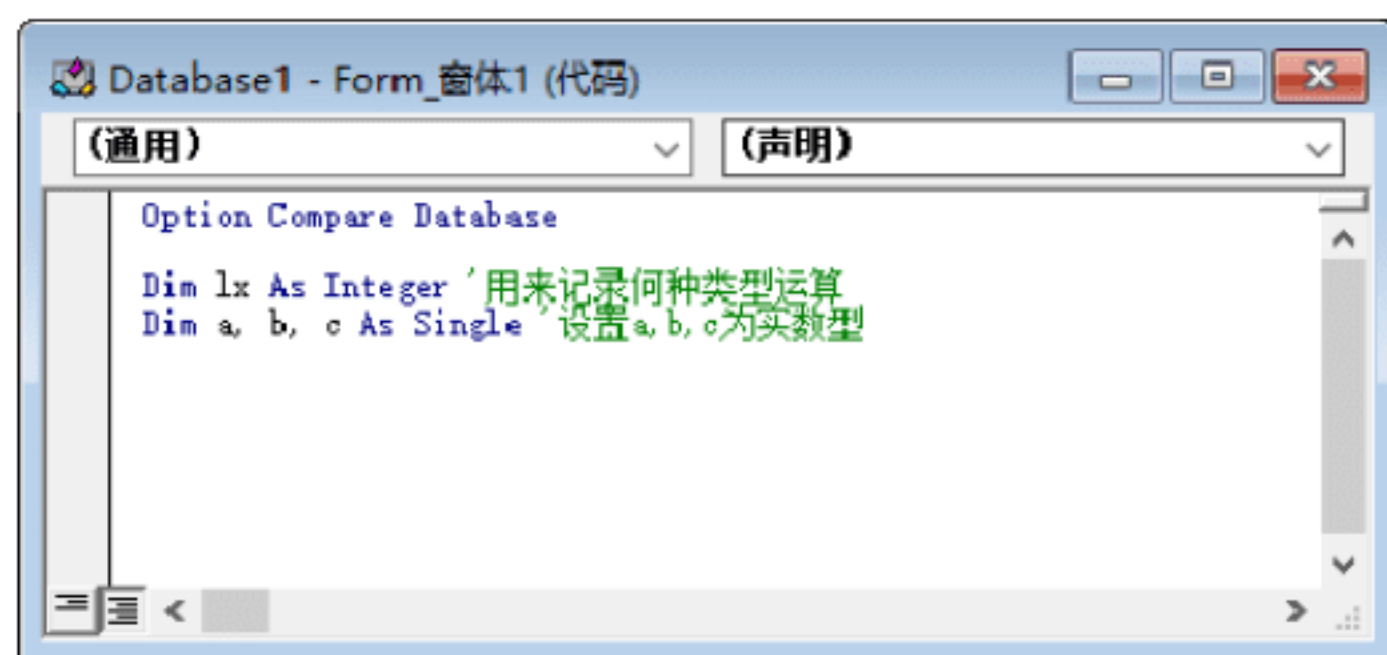 Database1 - Form_窗体1 (代码)
(通用) (声明)
Option Compare Database
Dim lx As Integer '用来记录何种类型运算
Dim a, b, c As Single '设置a,b,c为实数型